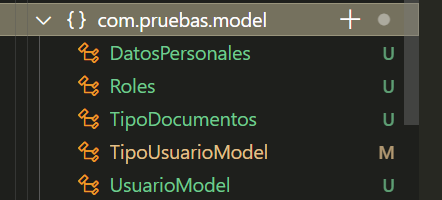 {} com.pruebas.model +
DatosPersonales U
Roles U
TipoDocumentos U
TipoUsuarioModel M
UsuarioModel U